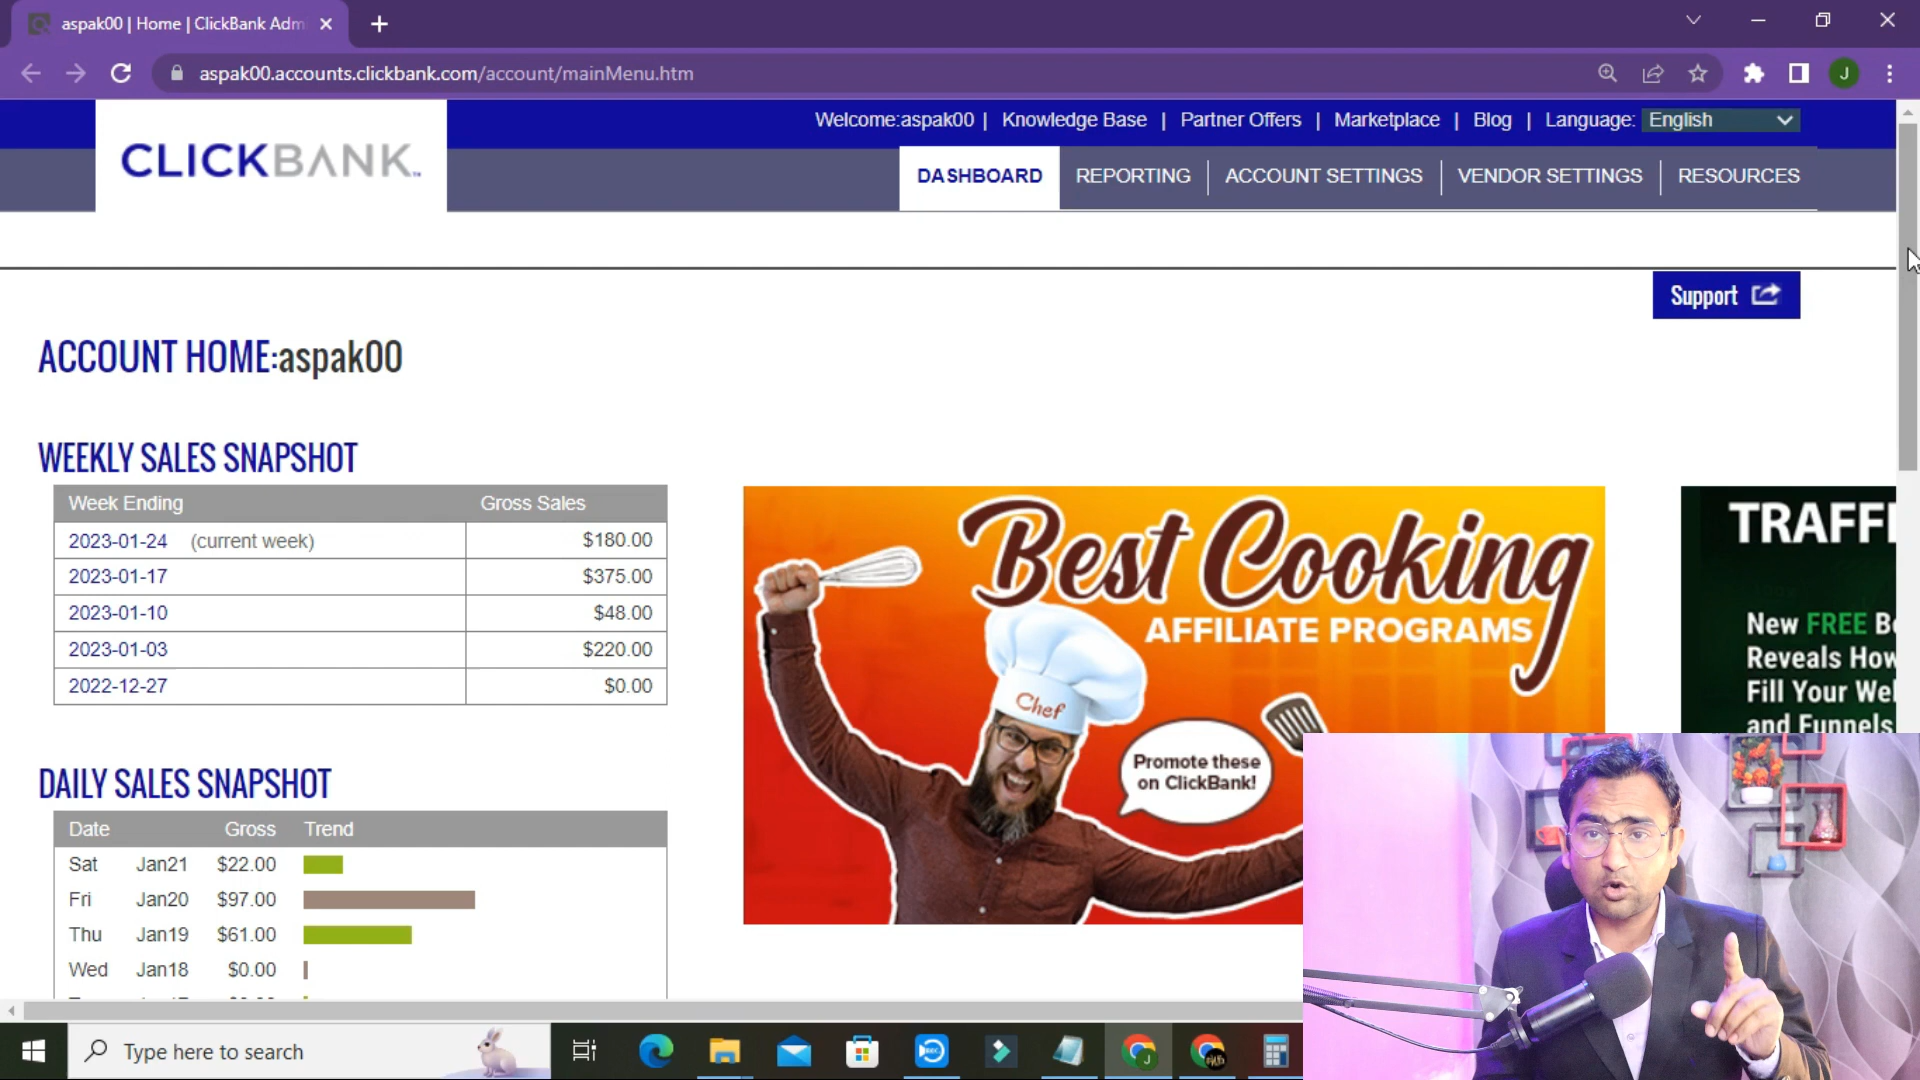 aspak00 | Home | ClickBank Adm
aspak00.accounts.clickbank.com/account/mainMenu.htm
J
Welcome:aspak00 | Knowledge Base | Partner Offers | Marketplace | Blog | Language: English
CLICKBANK
DASHBOARD REPORTING ACCOUNT SETTINGS VENDOR SETTINGS RESOURCES
Support
ACCOUNT HOME:aspak00
WEEKLY SALES SNAPSHOT
Week Ending Gross Sales
2023-01-24 (current week) $180.00
2023-01-17 $375.00
2023-01-10 $48.00
2023-01-03 $220.00
2022-12-27 $0.00
Best Cooking
AFFILIATE PROGRAMS
Chef
Promote these
on ClickBank!
TRAFFI
New FREE
Reveals How
Fill Your
and Funnels
DAILY SALES SNAPSHOT
Date Gross Trend
Sat Jan21 $22.00
Fri Jan20 $97.00
Thu Jan19 $61.00
Wed Jan18 $0.00
Type here to search
REC
J